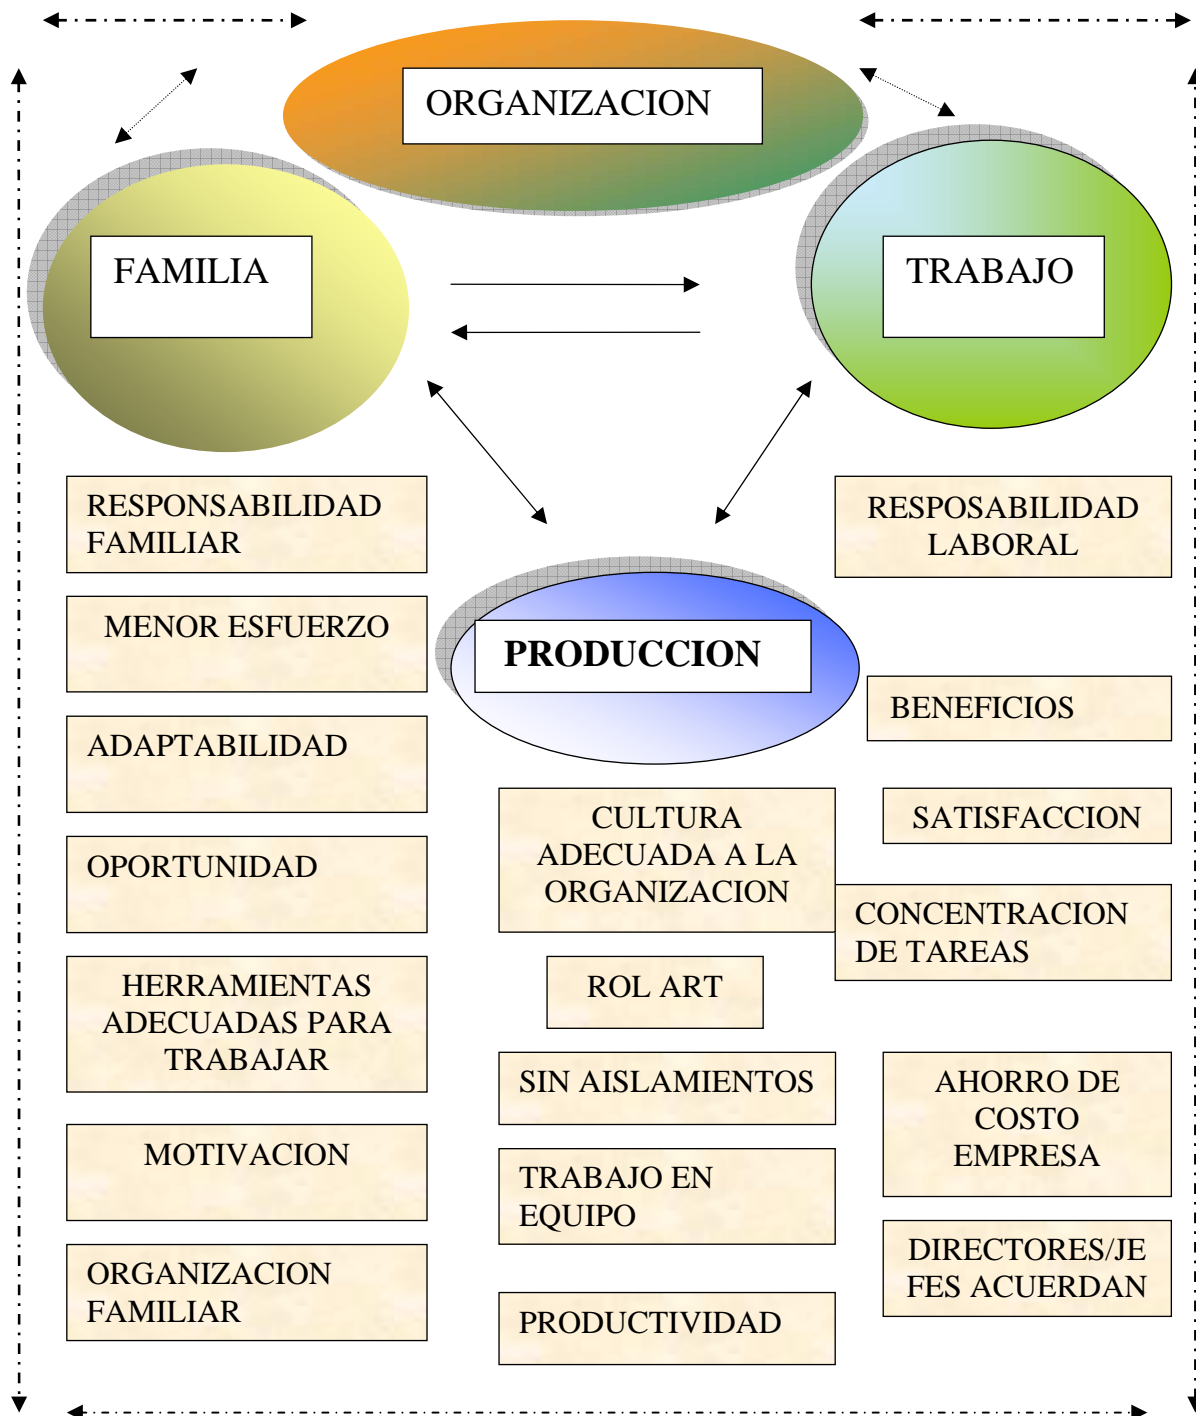 ORGANIZACION
FAMILIA
TRABAJO
RESPONSABILIDAD
FAMILIAR
MENOR ESFUERZO
ADAPTABILIDAD
OPORTUNIDAD
HERRAMIENTAS
ADECUADAS PARA
TRABAJAR
MOTIVACION
ORGANIZACION
FAMILIAR
PRODUCCION
CULTURA
ADECUADA A LA
ORGANIZACION
ROL ART
SIN AISLAMIENTOS
TRABAJO EN
EQUIPO
PRODUCTIVIDAD
RESPOSABILIDAD
LABORAL
BENEFICIOS
SATISFACCION
CONCENTRACION
DE TAREAS
AHORRO DE
COSTO
EMPRESA
DIRECTORES/JE
FES ACUERDAN